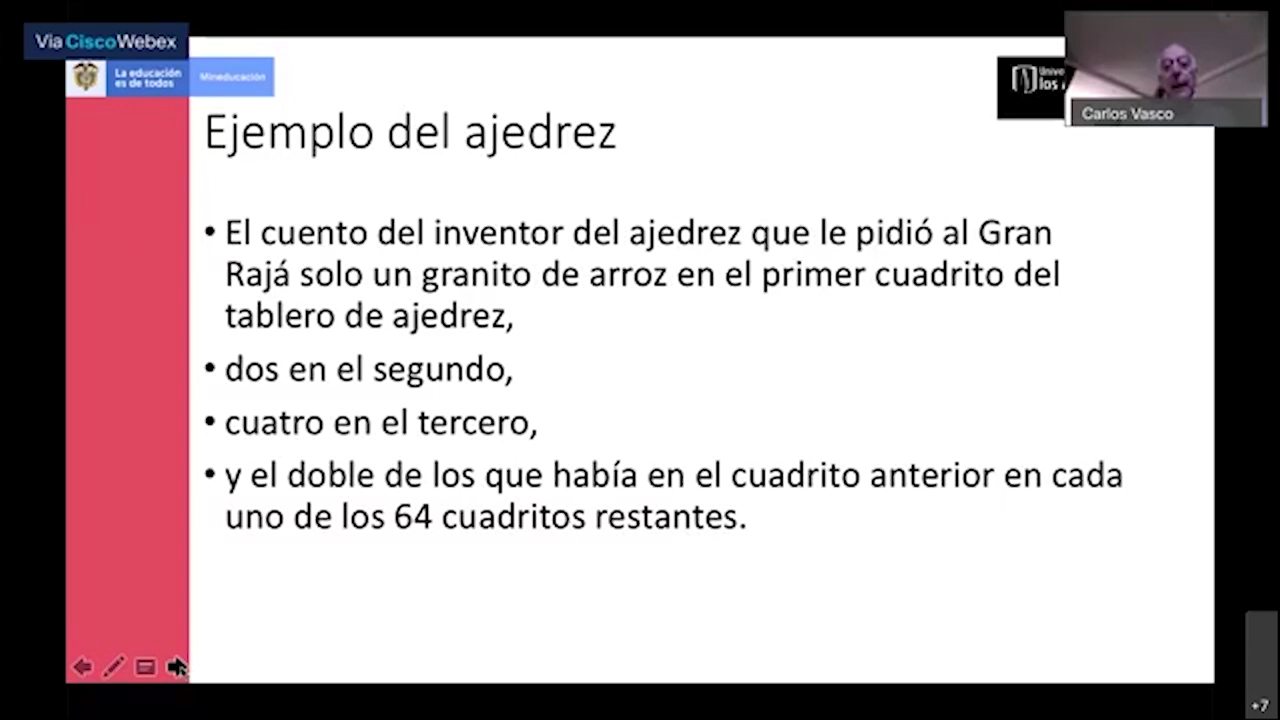 Vía CiscoWebex
La educación
es de todos
Mineducación
los
Carlos Vasco
Ejemplo del ajedrez
• El cuento del inventor del ajedrez que le pidió al Gran
Rajá solo un granito de arroz en el primer cuadrito del
tablero de ajedrez,
• dos en el segundo,
• cuatro en el tercero,
• y el doble de los que había en el cuadrito anterior en cada
uno de los 64 cuadritos restantes.
+7